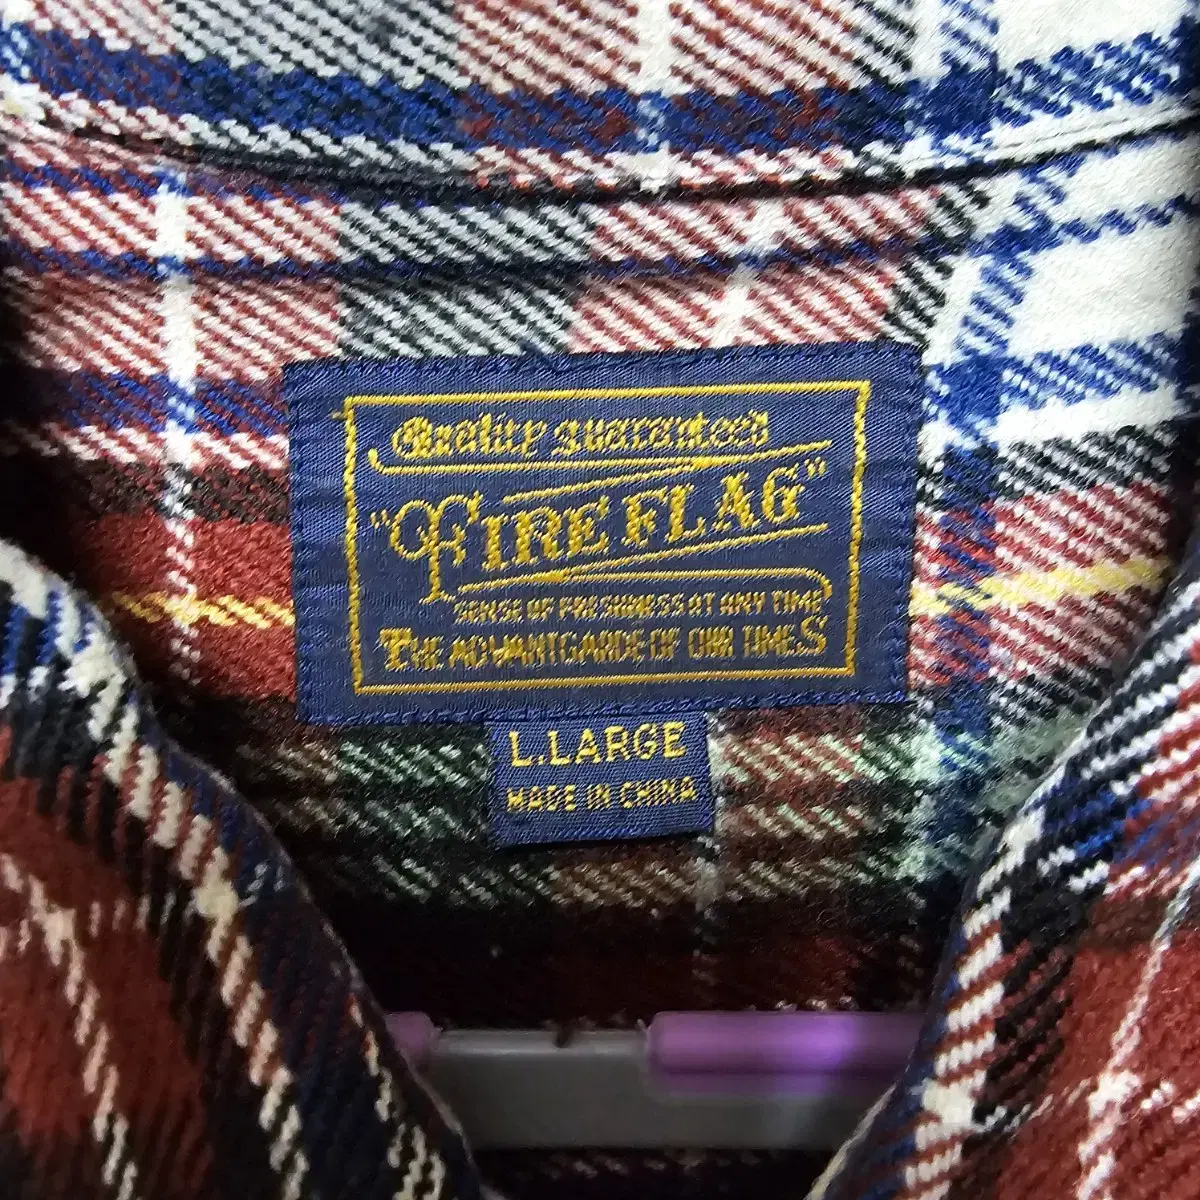 Quality guaranteed
"FIRE FLAG"
SENSE OF FRESHNESS AT ANY TIME
THE ADVANTGARDE OF OUR TIMES
L.LARGE
MADE IN CHINA